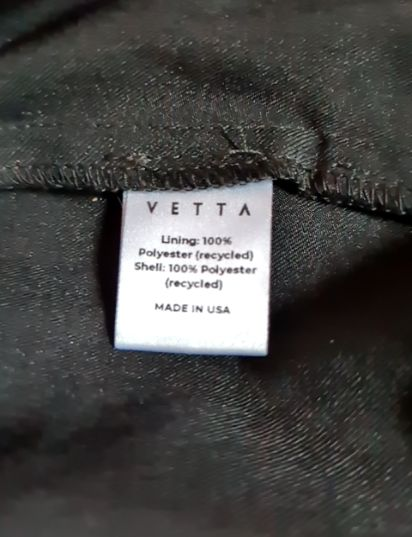 VETTA
Lining: 100%
Polyester (recycled)
Shell: 100% Polyester
(recycled)
MADE IN USA